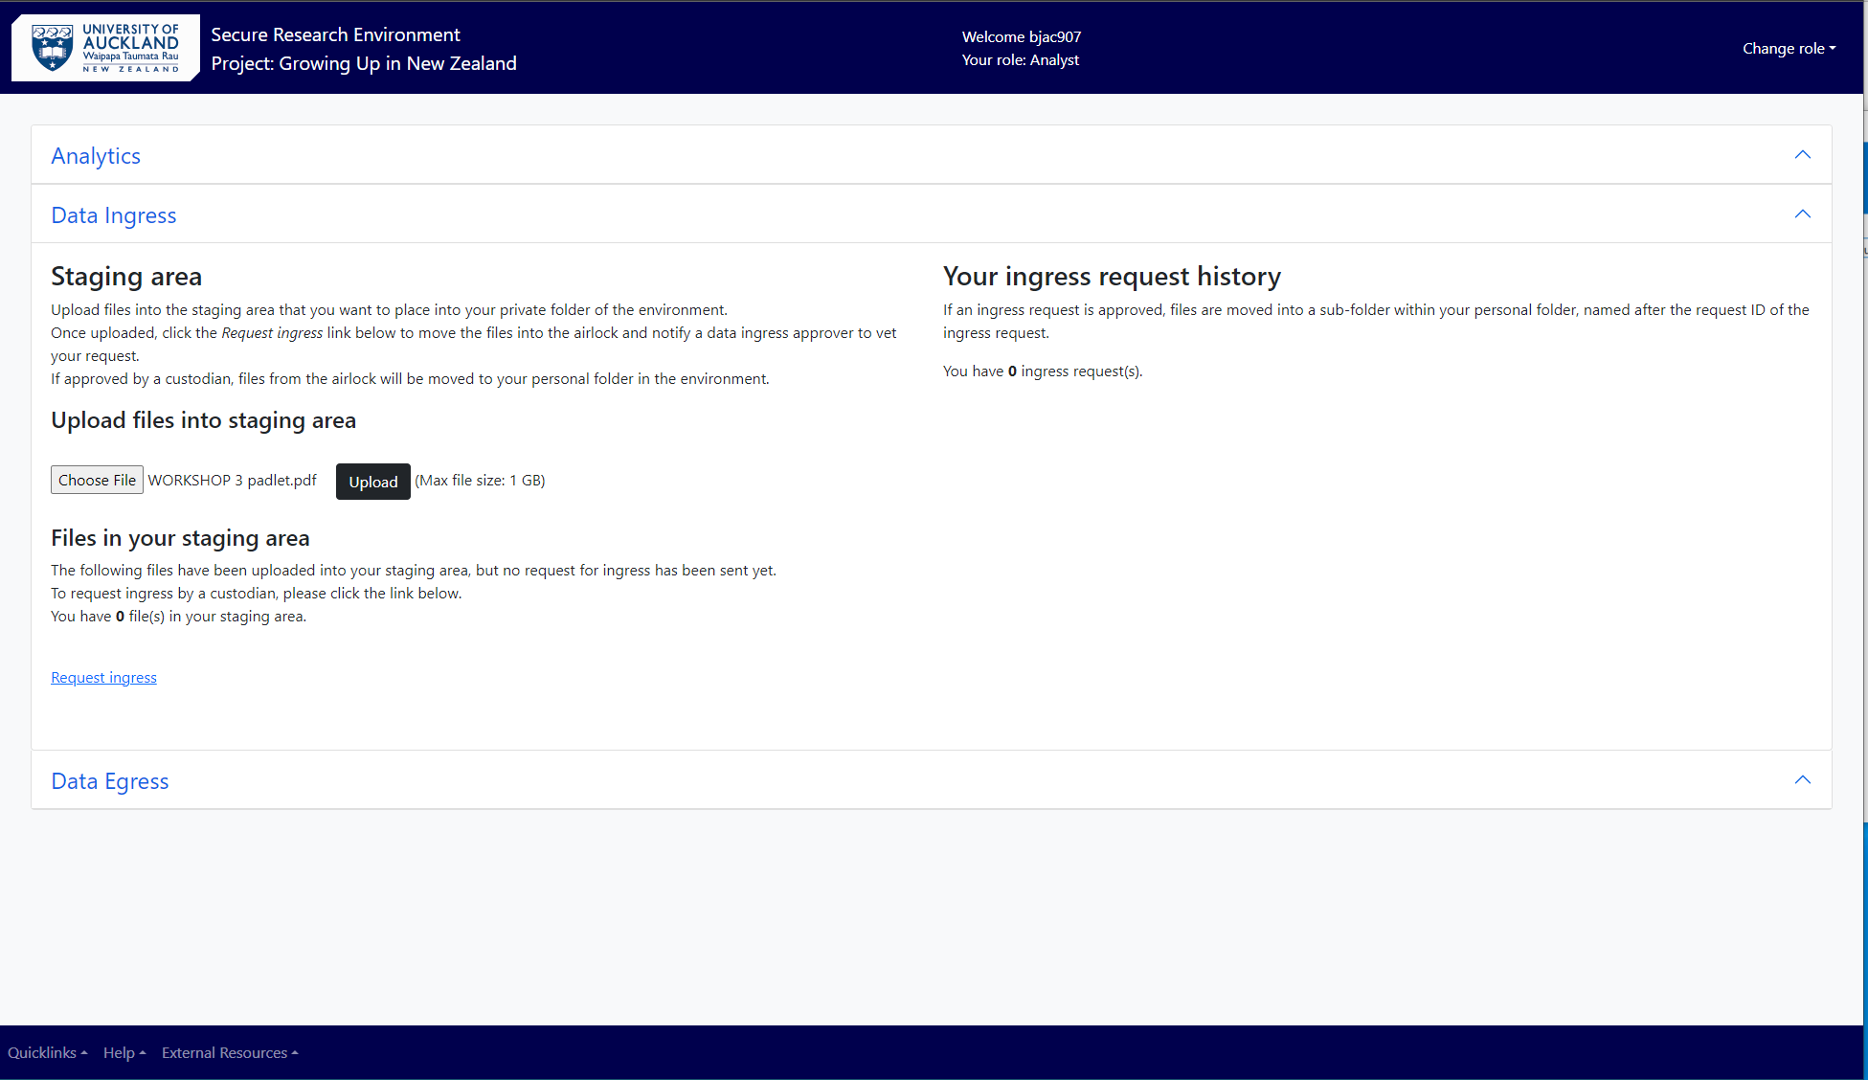 UNIVERSITY OF
AUCKLAND
Waipapa Taumata Rau
NEW ZEALAND
Secure Research Environment
Project: Growing Up in New Zealand
Welcome bjac907
Your role: Analyst
Change role
Analytics
Data Ingress
Staging area
Upload files into the staging area that you want to place into your private folder of the environment.
Once uploaded, click the Request ingress link below to move the files into the airlock and notify a data ingress approver to vet
your request.
If approved by a custodian, files from the airlock will be moved to your personal folder in the environment.
Upload files into staging area
Choose File WORKSHOP 3 padlet.pdf Upload (Max file size: 1 GB)
Files in your staging area
The following files have been uploaded into your staging area, but no request for ingress has been sent yet.
To request ingress by a custodian, please click the link below.
You have 0 file(s) in your staging area.
Request ingress
Your ingress request history
If an ingress request is approved, files are moved into a sub-folder within your personal folder, named after the request ID of the
ingress request.
You have 0 ingress request(s).
Data Egress
Quicklinks Help External Resources